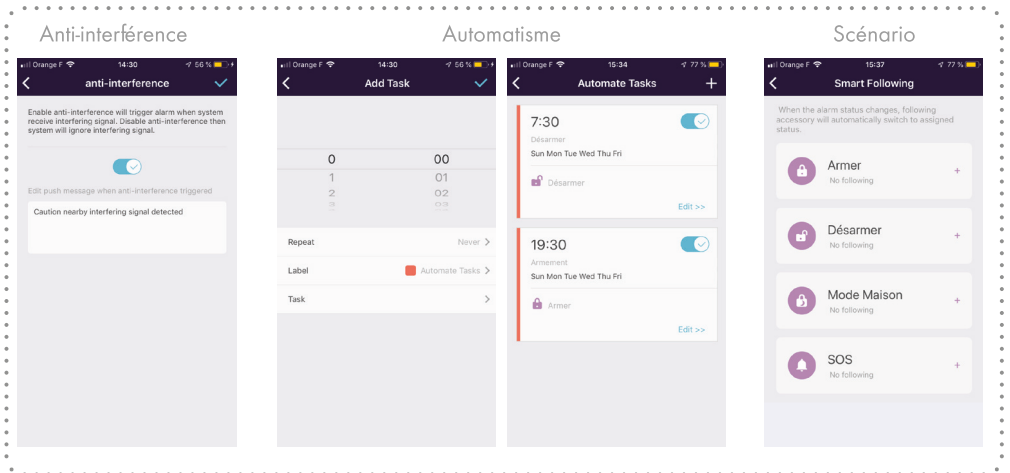 Anti-interférence
Automatisme
Scénario
Orange F 14:30 56 %
anti-interference
Enable anti-interference will trigger alarm when system
receive interfering signal. Disable anti-interference then
system will ignore interfering signal.
Edit push message when anti-interference triggered
Caution nearby interfering signal detected
Orange F 14:30 56 %
Add Task
0 00
1 01
2 02
3 03
Repeat Never >
Label Automate Tasks >
Task >
Orange F 15:34 77 %
Automate Tasks +
7:30
Désarmer
Sun Mon Tue Wed Thu Fri
Désarmer
Edit >>
19:30
Armement
Sun Mon Tue Wed Thu Fri
Armer
Edit >>
Orange F 15:37 77 %
Smart Following
When the alarm status changes, following
accessory will automatically switch to assigned
status.
Armer
No following +
Désarmer
No following +
Mode Maison
No following +
SOS
No following +